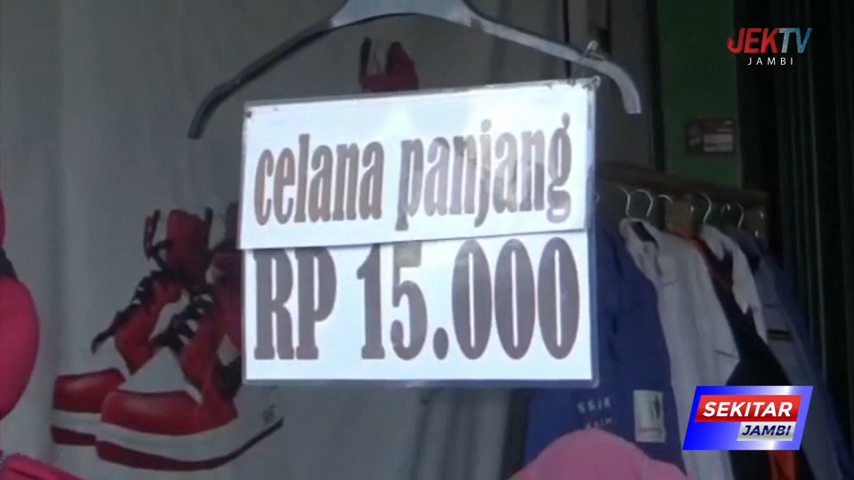 JEKTV
JAMBI
celana panjang
RP 15.000
SEKITAR
JAMBI